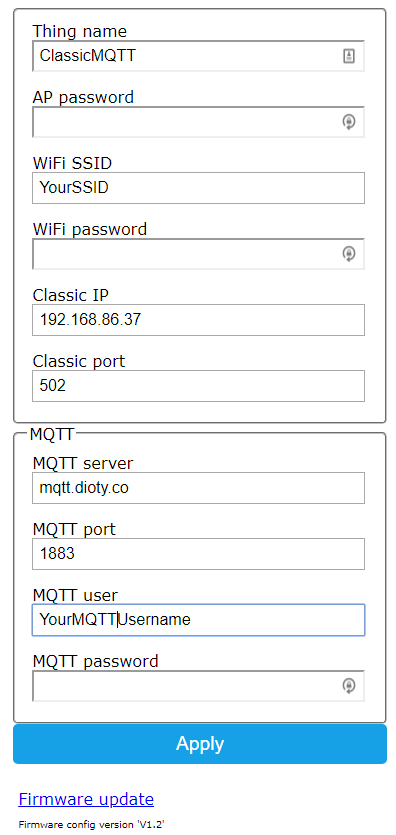 Thing name
ClassicMQTT
AP password
WiFi SSID
YourSSID
WiFi password
Classic IP
192.168.86.37
Classic port
502
MQTT
MQTT server
mqtt.dioty.co
MQTT port
1883
MQTT user
YourMQTTUsername
MQTT password
Apply
Firmware update
Firmware config version 'V1.2'